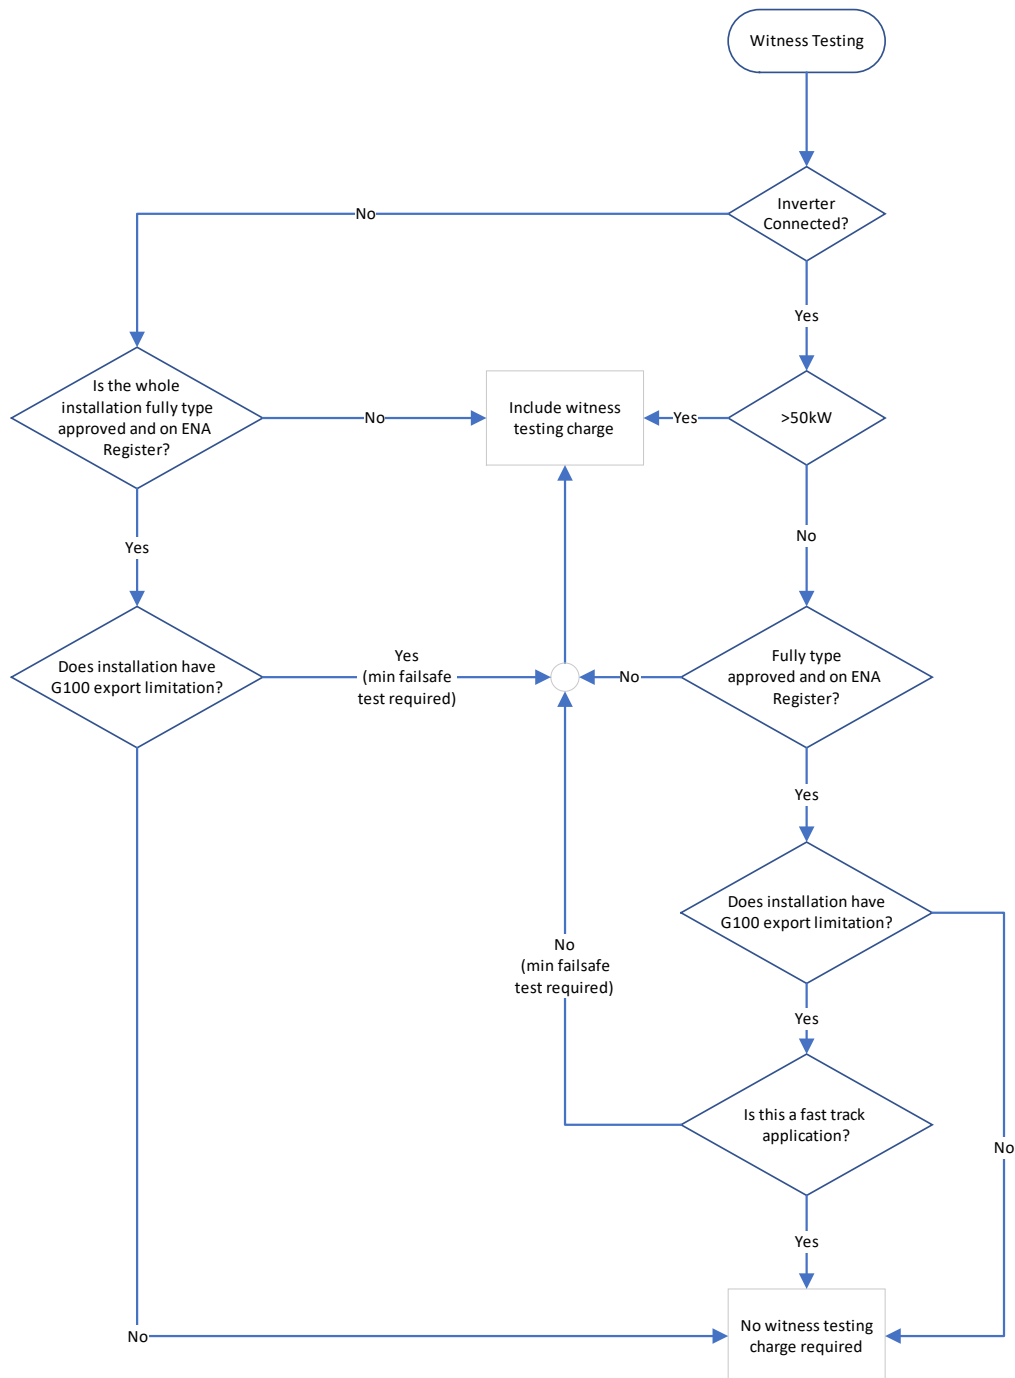 Witness Testing
Inverter
Connected?
No
Yes
Is the whole
installation fully type
approved and on ENA
Register?
No
Include witness
testing charge
Yes
>50kW
Yes
No
Does installation have
G100 export limitation?
Yes
(min failsafe
test required)
No
Fully type
approved and on ENA
Register?
Yes
Does installation have
G100 export limitation?
No
(min failsafe
test required)
Yes
Is this a fast track
application?
No
Yes
No
No witness testing
charge required